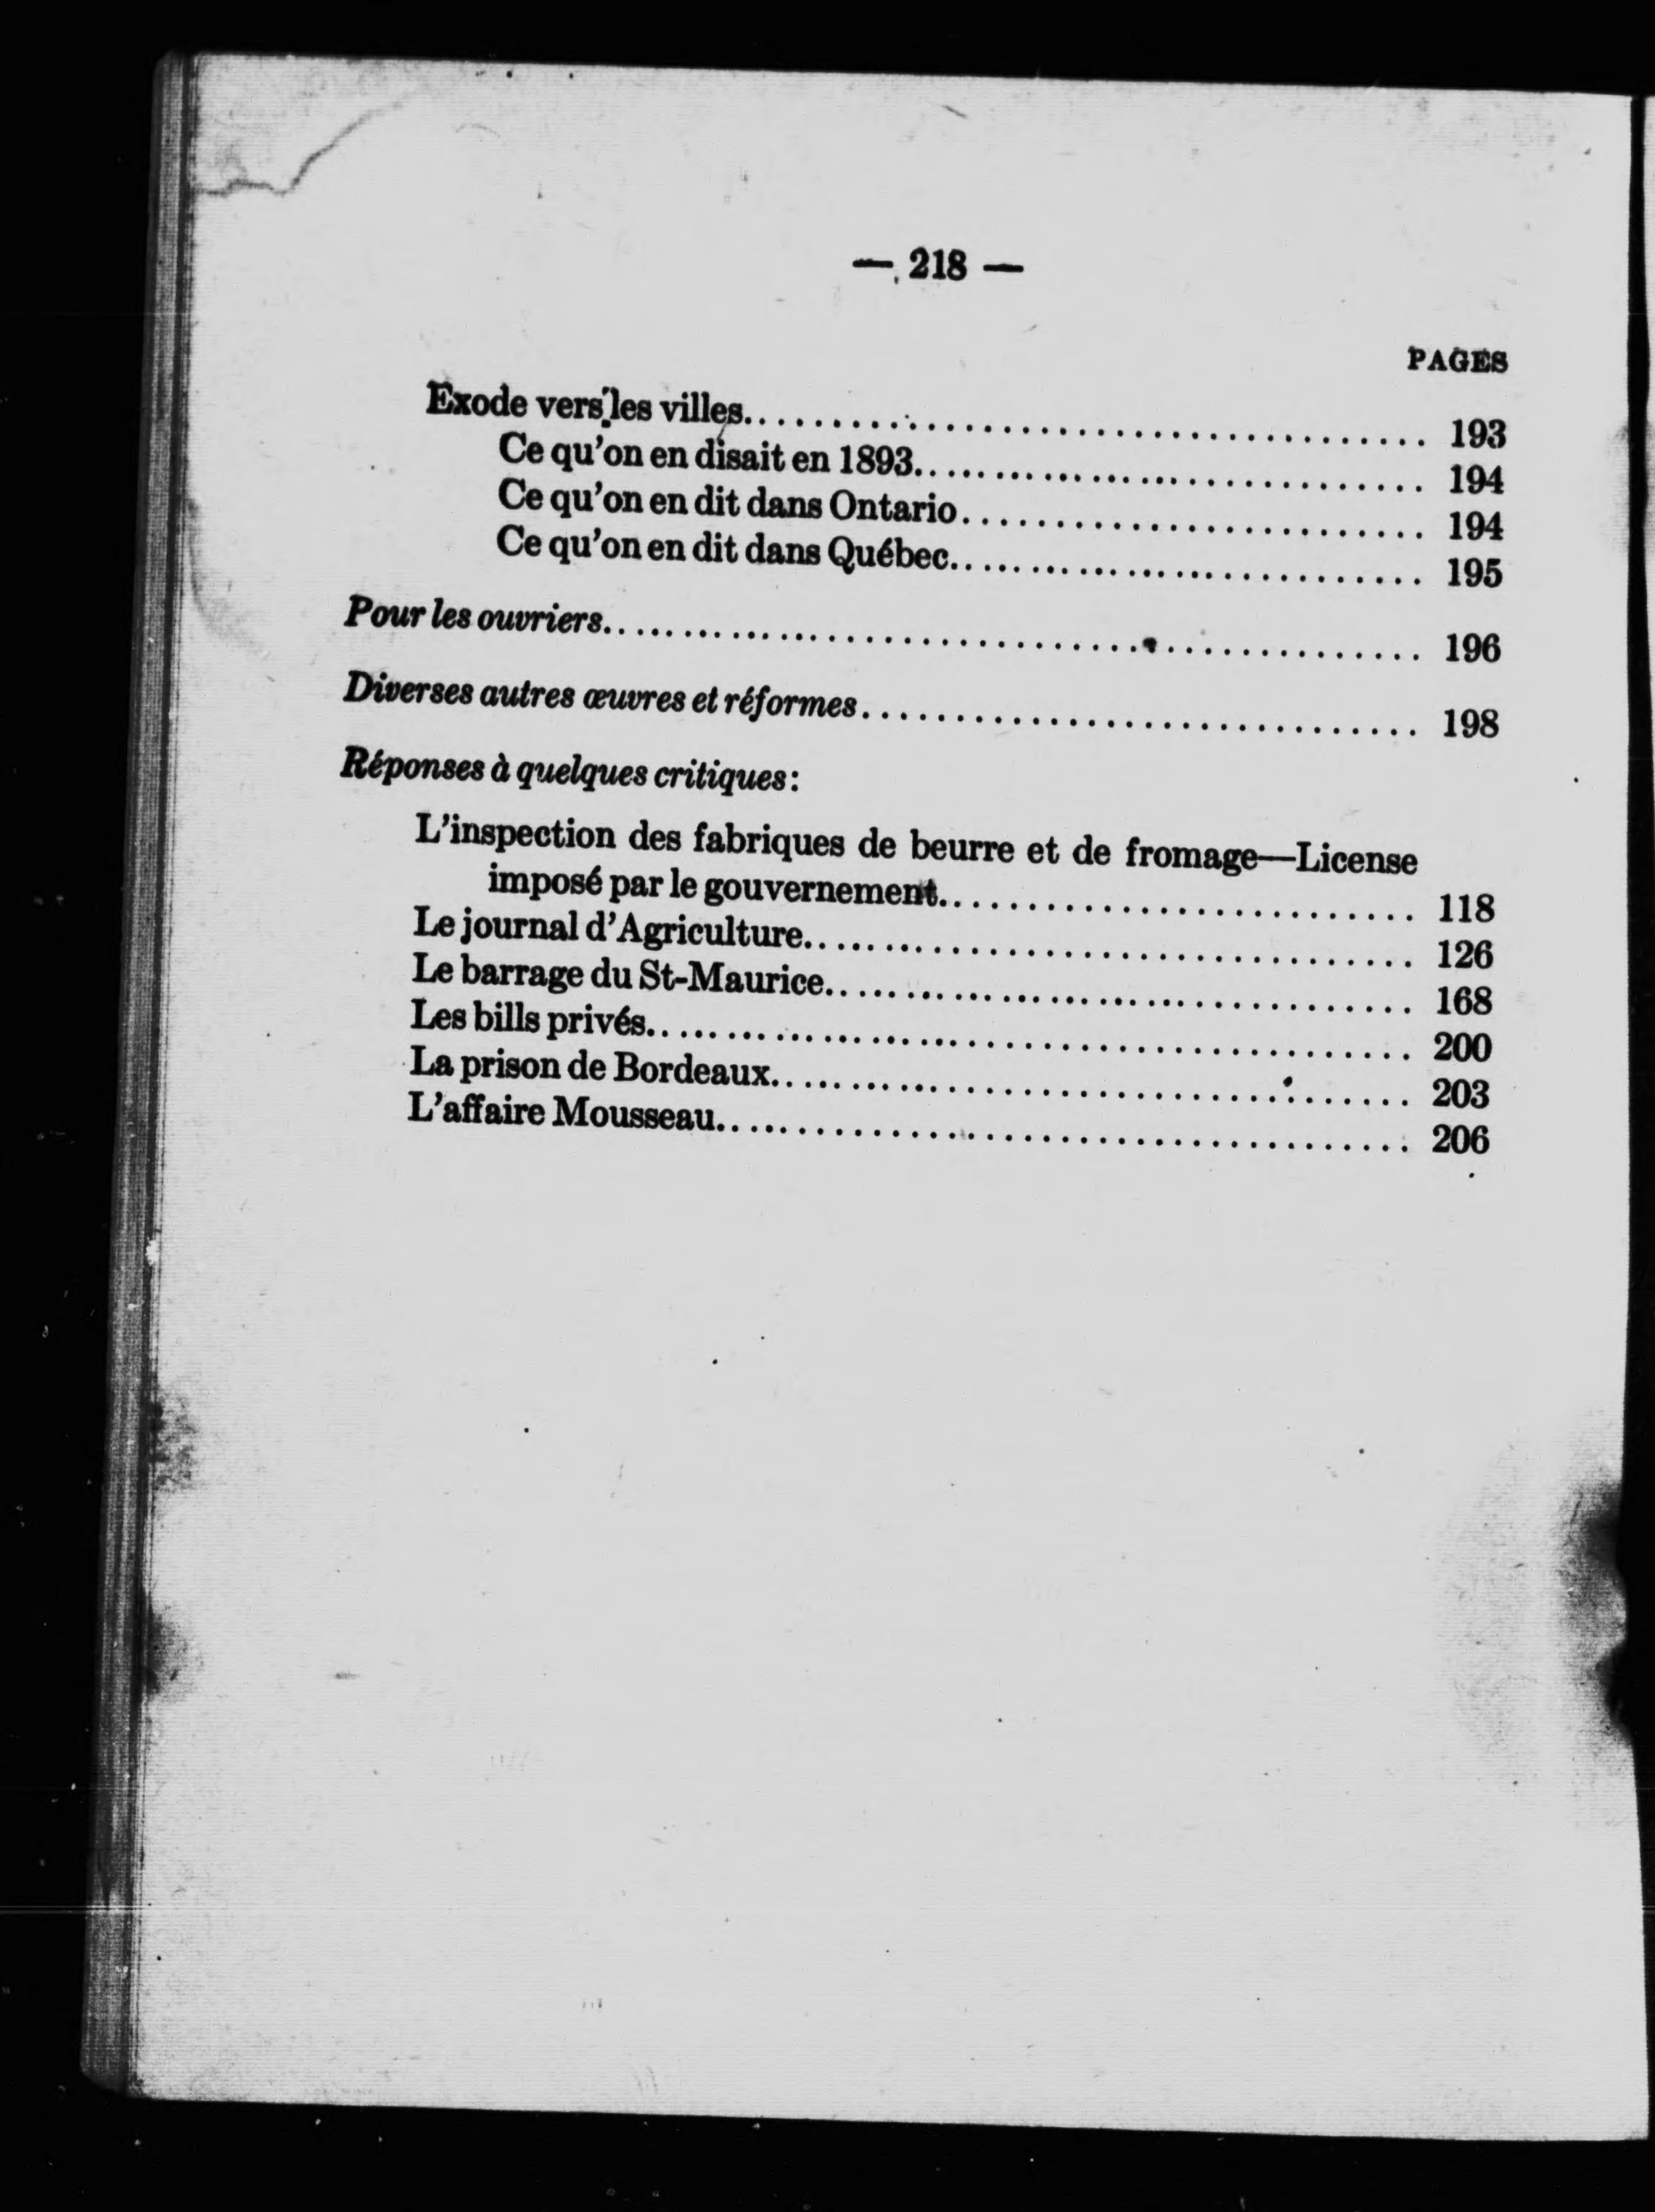 — 218 —
PAGES
Exode vers les villes........................................ 193
Ce qu'on en disait en 1893................................ 194
Ce qu'on en dit dans Ontario............................ 194
Ce qu'on en dit dans Québec............................. 195
Pour les ouvriers................................................ 196
Diverses autres œuvres et réformes............................... 198
Réponses à quelques critiques:
L'inspection des fabriques de beurre et de fromage—License
imposé par le gouvernement........................... 118
Le journal d'Agriculture.................................. 126
Le barrage du St-Maurice.................................. 168
Les bills privés.......................................... 200
La prison de Bordeaux.................................... 203
L'affaire Mousseau....................................... 206